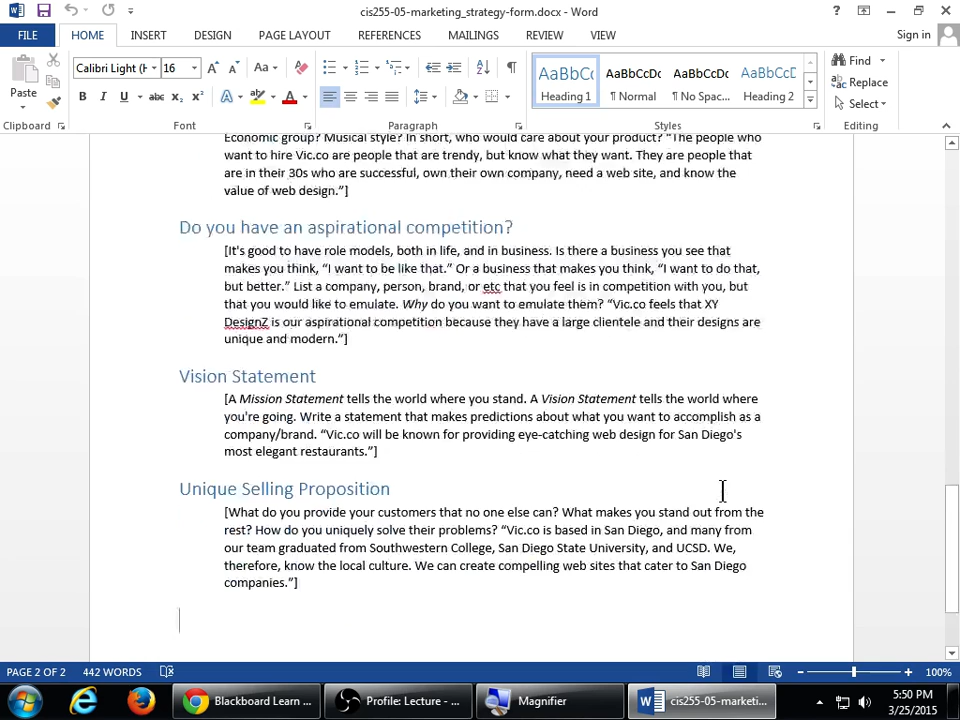 cis255-05-marketing_strategy-form.docx - Word
FILE HOME INSERT DESIGN PAGE LAYOUT REFERENCES MAILINGS REVIEW VIEW Sign in
Calibri Light (H 16
Paste
B I U abc x₂ x² A A
AaBbCc AaBbCcDc AaBbCcDc AaBbCcD
Heading 1 ¶ Normal ¶ No Spac... Heading 2
Find
Replace
Select
Clipboard Font Paragraph Styles Editing
Economic group? Musical style? In short, who would care about your product? “The people who
want to hire Vic.co are people that are trendy, but know what they want. They are people that
are in their 30s who are successful, own their own company, need a web site, and know the
value of web design.”]
Do you have an aspirational competition?
[It's good to have role models, both in life, and in business. Is there a business you see that
makes you think, “I want to be like that.” Or a business that makes you think, “I want to do that,
but better.” List a company, person, brand, or etc that you feel is in competition with you, but
that you would like to emulate. Why do you want to emulate them? “Vic.co feels that XY
DesignZ is our aspirational competition because they have a large clientele and their designs are
unique and modern.”]
Vision Statement
[A Mission Statement tells the world where you stand. A Vision Statement tells the world where
you're going. Write a statement that makes predictions about what you want to accomplish as a
company/brand. “Vic.co will be known for providing eye-catching web design for San Diego's
most elegant restaurants.”]
Unique Selling Proposition
[What do you provide your customers that no one else can? What makes you stand out from the
rest? How do you uniquely solve their problems? “Vic.co is based in San Diego, and many from
our team graduated from Southwestern College, San Diego State University, and UCSD. We,
therefore, know the local culture. We can create compelling web sites that cater to San Diego
companies.”]
PAGE 2 OF 2 442 WORDS 100%
Blackboard Learn ... Profile: Lecture - ... Magnifier cis255-05-marketi...
5:50 PM
3/25/2015